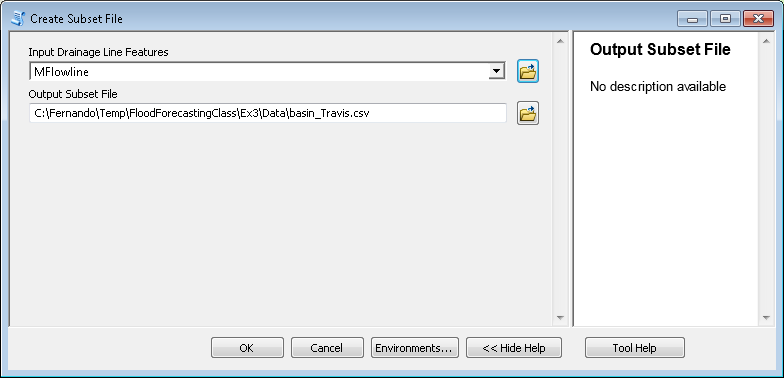 Create Subset File
Input Drainage Line Features
MFlowline
Output Subset File
C:\Fernando\Temp\FloodForecastingClass\Ex3\Data\basin_Travis.csv
Output Subset File
No description available
OK
Cancel
Environments...
<< Hide Help
Tool Help